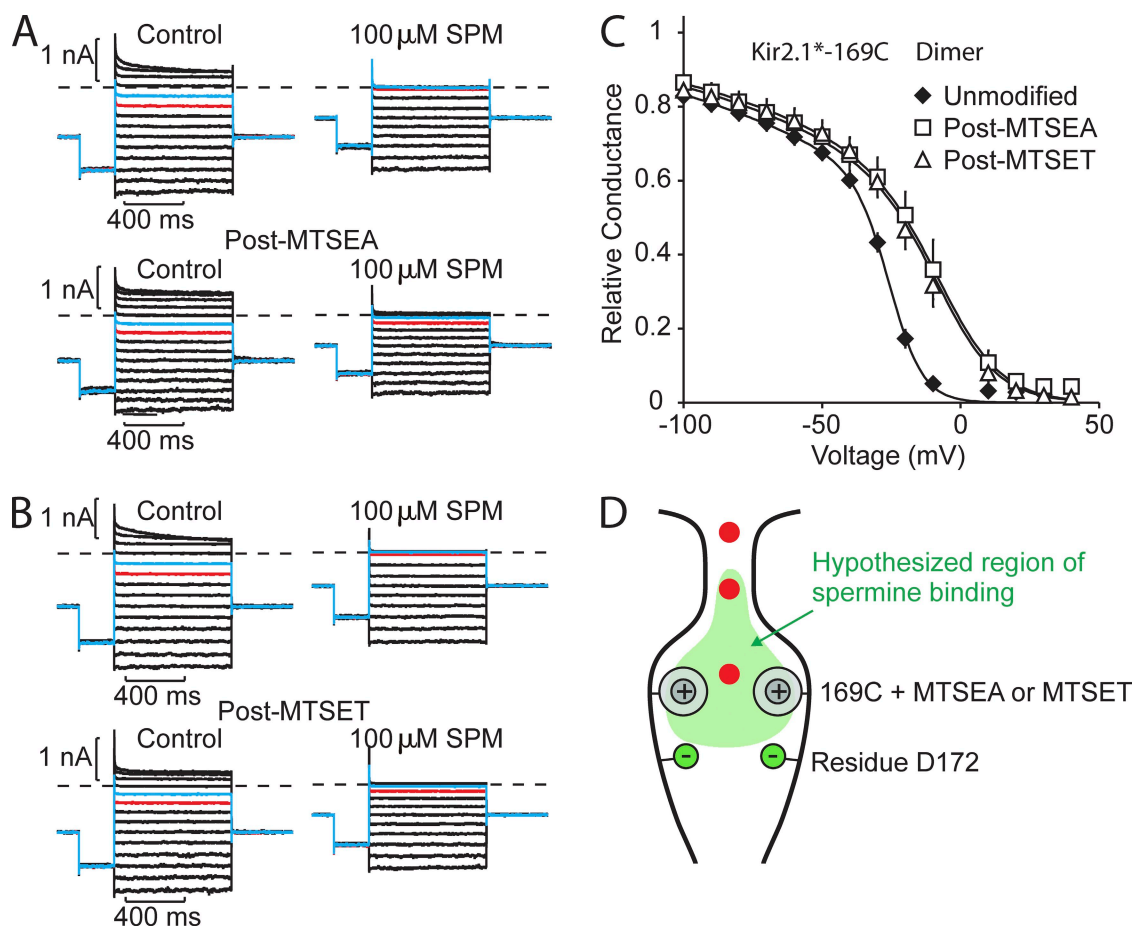 A
Control
100 μM SPM
1 nA
400 ms
Post-MTSEA
Control
100 μM SPM
1 nA
400 ms
B
Control
100 μM SPM
1 nA
400 ms
Post-MTSET
Control
100 μM SPM
1 nA
400 ms
C
Kir2.1*-169C Dimer
Unmodified
Post-MTSEA
Post-MTSET
Relative Conductance
1
0.8
0.6
0.4
0.2
0
-100
-50
0
50
Voltage (mV)
D
Hypothesized region of
spermine binding
+ +
169C + MTSEA or MTSET
- -
Residue D172